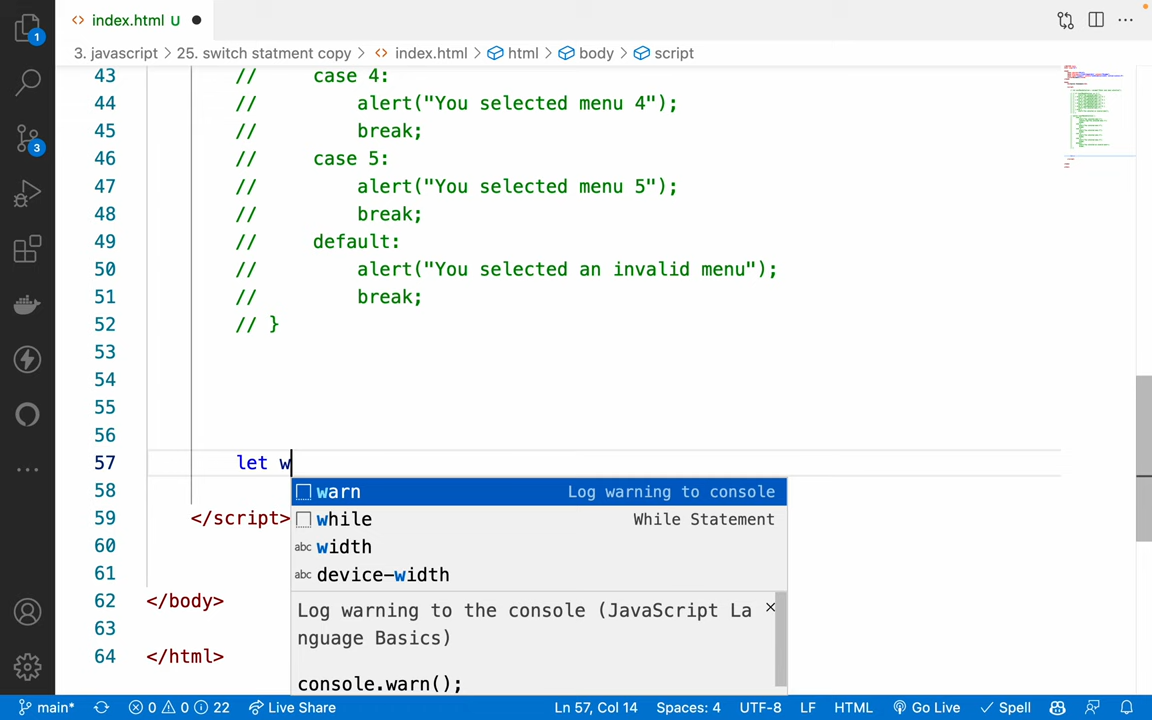 index.html U
3. javascript > 25. switch statment copy > index.html > html > body > script
43 // case 4:
44 // alert("You selected menu 4");
45 // break;
46 // case 5:
47 // alert("You selected menu 5");
48 // break;
49 // default:
50 // alert("You selected an invalid menu");
51 // break;
52 // }
53
54
55
56
57 let w
58
59 </script>
60
61
62 </body>
63
64 </html>
warn Log warning to console
while While Statement
abc width
abc device-width
Log warning to the console (JavaScript La
nguage Basics)
console.warn();
1
3
main* 0 0 22 Live Share Ln 57, Col 14 Spaces: 4 UTF-8 LF HTML Go Live Spell